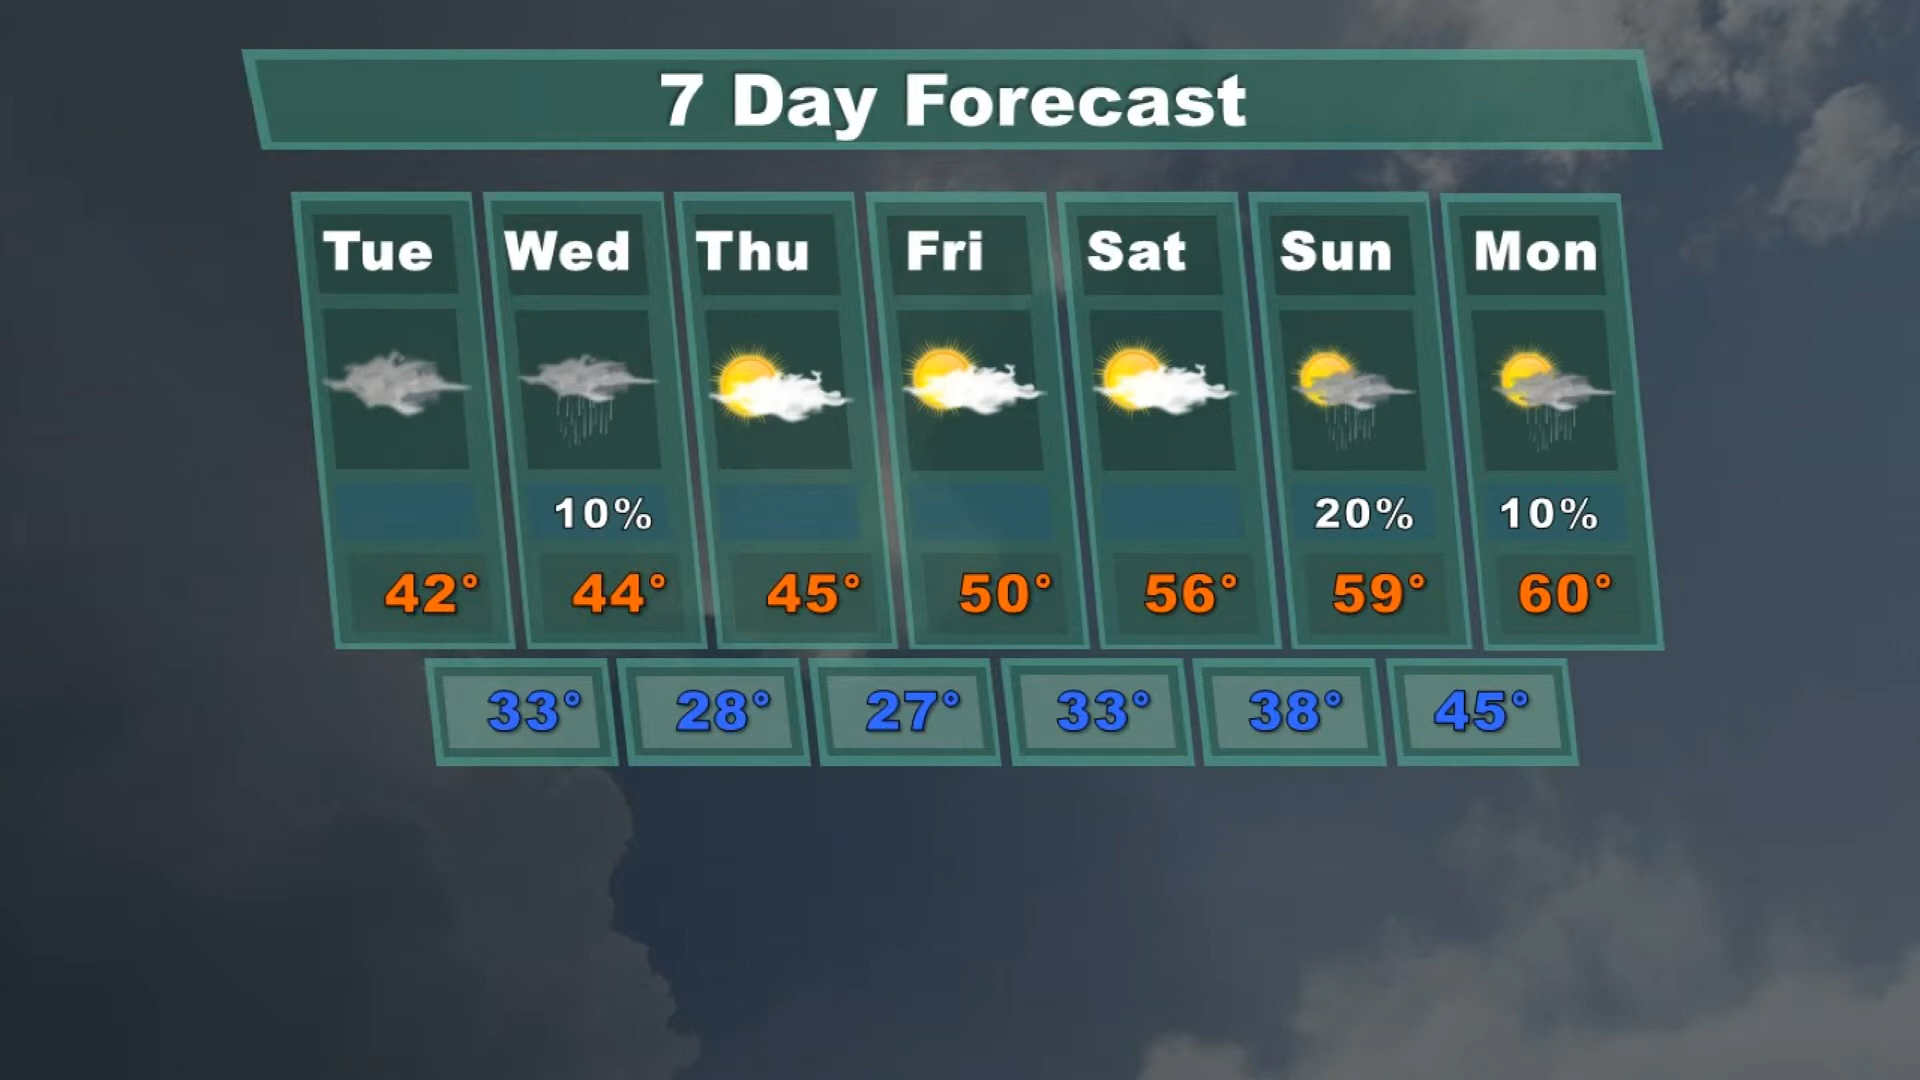 7 Day Forecast
Tue Wed Thu Fri Sat Sun Mon
10% 20% 10%
42° 44° 45° 50° 56° 59° 60°
33° 28° 27° 33° 38° 45°